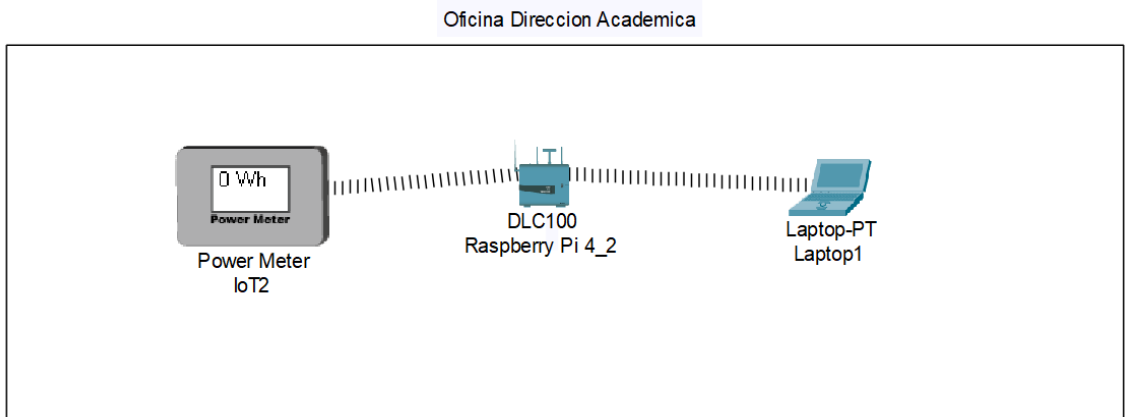 Oficina Direccion Academica
0 Wh
Power Meter
Power Meter
IoT2
DLC100
Raspberry Pi 4_2
Laptop-PT
Laptop1